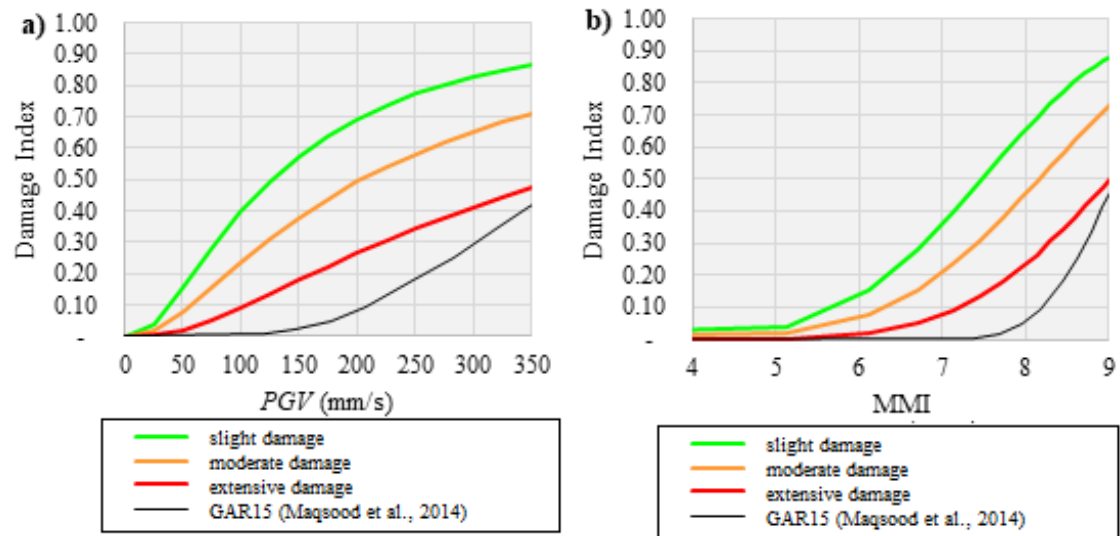 a)
1.00
0.90
0.80
0.70
0.60
0.50
0.40
0.30
0.20
0.10
-
Damage Index
0 50 100 150 200 250 300 350
PGV (mm/s)
slight damage
moderate damage
extensive damage
GAR15 (Maqsood et al., 2014)
b)
1.00
0.90
0.80
0.70
0.60
0.50
0.40
0.30
0.20
0.10
-
Damage Index
4 5 6 7 8 9
MMI
slight damage
moderate damage
extensive damage
GAR15 (Maqsood et al., 2014)